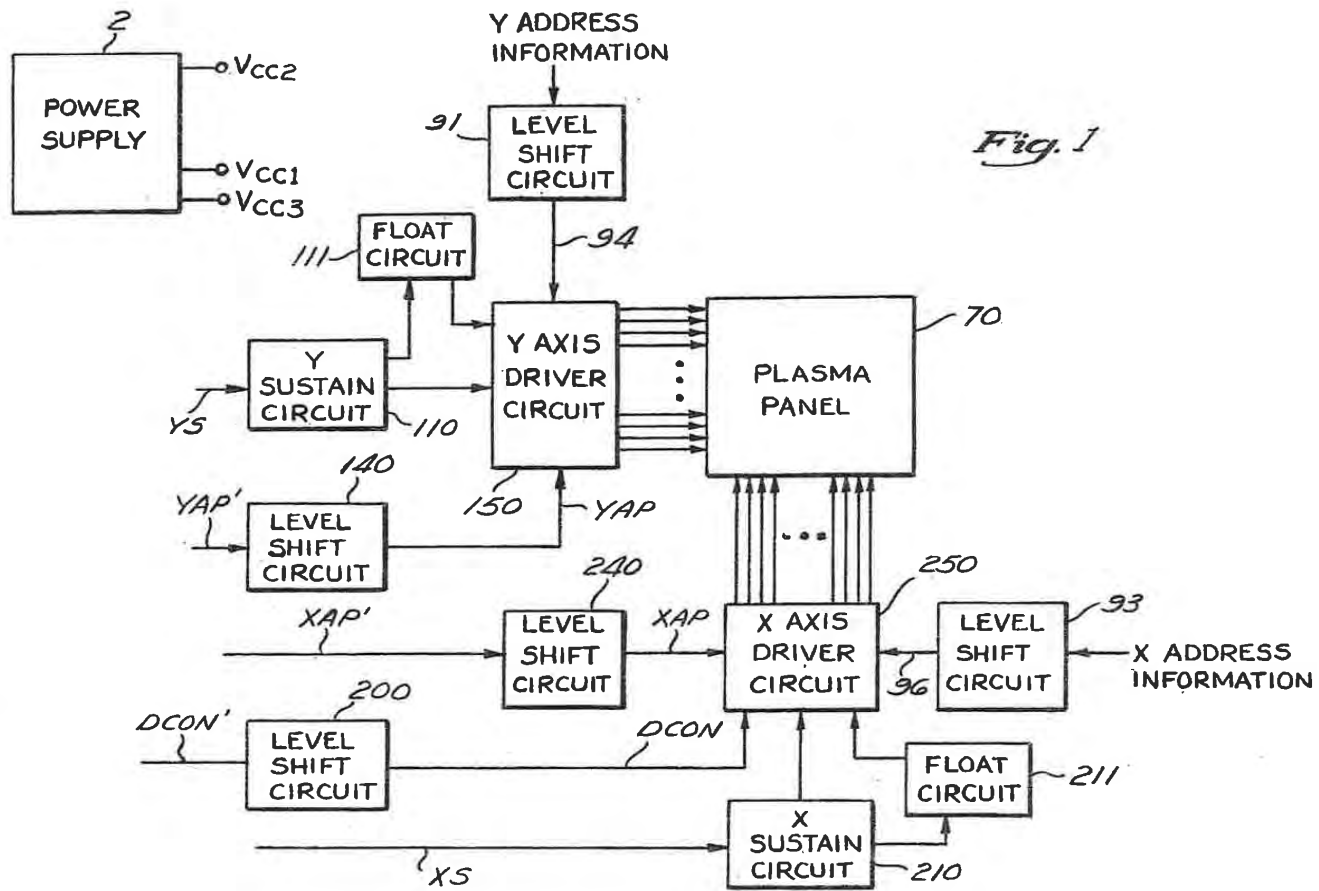 2
POWER
SUPPLY
VCC2
VCC1
VCC3
Y ADDRESS
INFORMATION
91
LEVEL
SHIFT
CIRCUIT
94
Fig. 1
111
FLOAT
CIRCUIT
YS
Y
SUSTAIN
CIRCUIT
110
Y AXIS
DRIVER
CIRCUIT
150
PLASMA
PANEL
70
YAP'
140
LEVEL
SHIFT
CIRCUIT
YAP
XAP'
240
LEVEL
SHIFT
CIRCUIT
XAP
250
X AXIS
DRIVER
CIRCUIT
96
93
LEVEL
SHIFT
CIRCUIT
X ADDRESS
INFORMATION
DCON'
200
LEVEL
SHIFT
CIRCUIT
DCON
XS
X
SUSTAIN
CIRCUIT
210
FLOAT
CIRCUIT
211